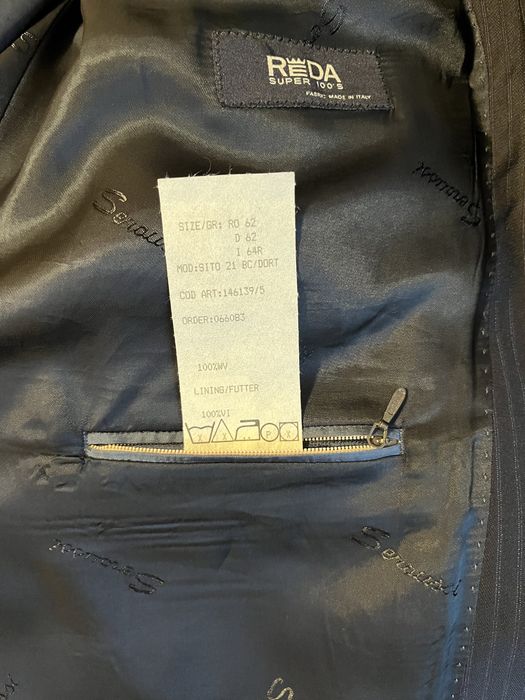 REDA
SUPER 100'S
FABRIC MADE IN ITALY
SIZE/GR: RO 62
D 62
I 64R
MOD:SITO 21 BC/DORT
COD ART:146139/5
ORDER:066083
100%WV
LINING/FUTTER
100%VI